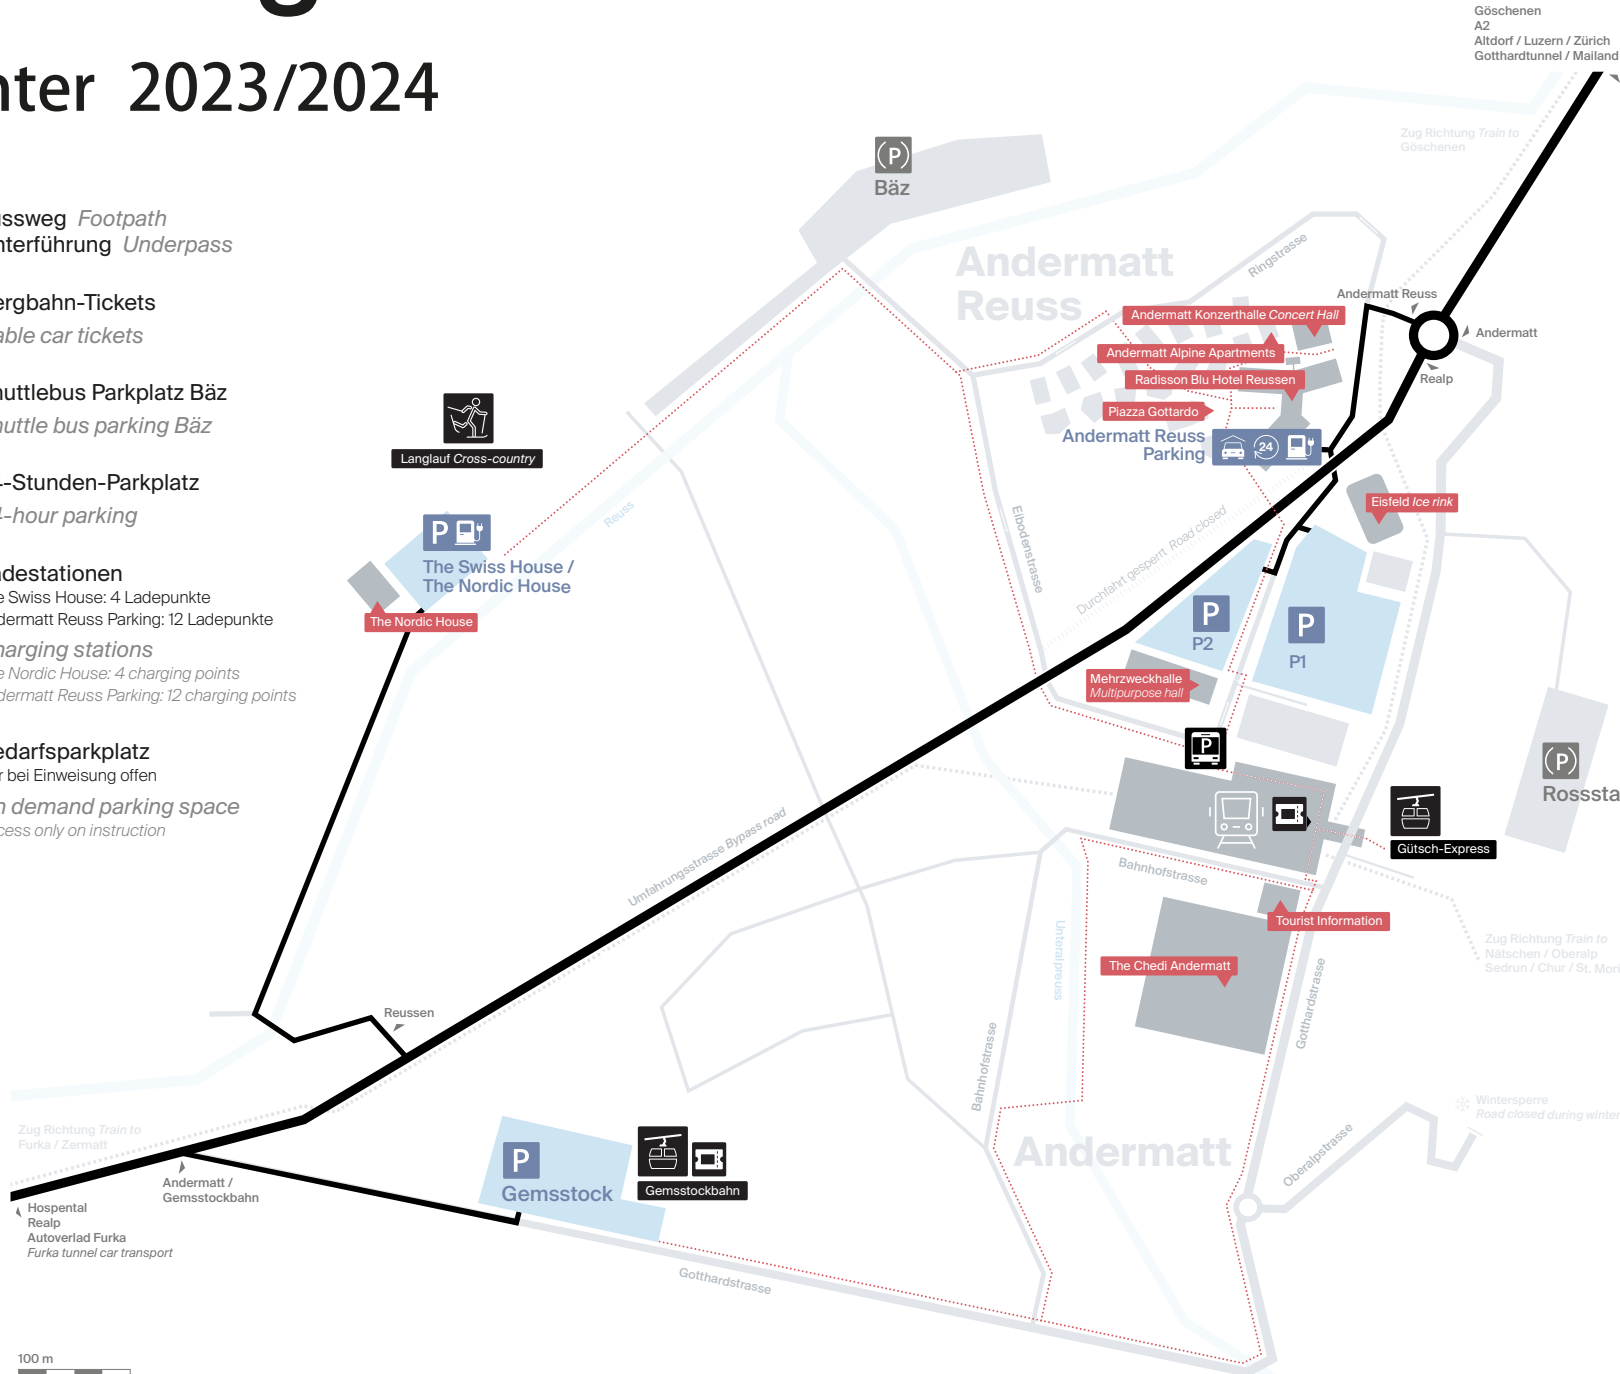 nter 2023/2024
ussweg Footpath
nterführung Underpass
ergbahn-Tickets
able car tickets
huttlebus Parkplatz Bäz
huttle bus parking Bäz
4-Stunden-Parkplatz
4-hour parking
adestationen
e Swiss House: 4 Ladepunkte
dermatt Reuss Parking: 12 Ladepunkte
harging stations
e Nordic House: 4 charging points
dermatt Reuss Parking: 12 charging points
edarfsparkplatz
r bei Einweisung offen
n demand parking space
cess only on instruction
Göschenen
A2
Altdorf / Luzern / Zürich
Gotthardtunnel / Mailand
Zug Richtung Train to
Göschenen
(P)
Bäz
Andermatt
Reuss
Ringstrasse
Andermatt Reuss
Andermatt
Realp
Andermatt Konzerthalle Concert Hall
Andermatt Alpine Apartments
Radisson Blu Hotel Reussen
Piazza Gottardo
Andermatt Reuss
Parking
24
Langlauf Cross-country
P
The Swiss House /
The Nordic House
The Nordic House
Reuss
Eibodenstrasse
Durchfahrt gesperrt Road closed
Eisfeld Ice rink
P
P2
P
P1
Mehrzweckhalle
Multipurpose hall
P
(P)
Rosssta
Gütsch-Express
Umfahrungsstrasse Bypass road
Bahnhofstrasse
Tourist Information
Unteralpreuss
The Chedi Andermatt
Zug Richtung Train to
Nätschen / Oberalp
Sedrun / Chur / St. Mori
Gotthardstrasse
Reussen
Bahnhofstrasse
Wintersperre
Road closed during winter
Zug Richtung Train to
Furka / Zermatt
Andermatt
Oberalpstrasse
P
Gemsstock
Gemsstockbahn
Andermatt /
Gemsstockbahn
Hospental
Realp
Autoverlad Furka
Furka tunnel car transport
Gotthardstrasse
100 m